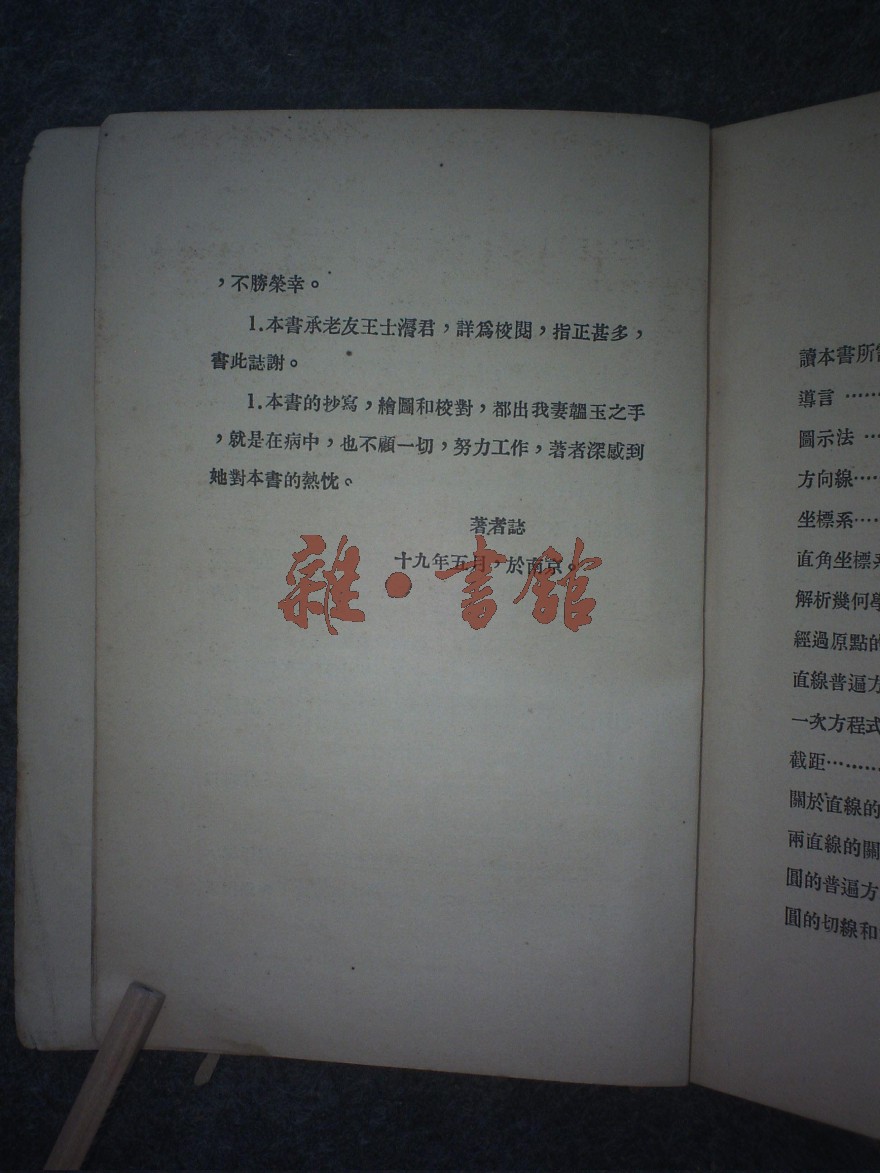 ，不勝榮幸。
1.本書承老友王士君，詳爲校閱，指正甚多，
書此誌謝。
1.本書的抄寫，繪圖和校對，都出我妻韞玉之手
，就是在病中，也不顧一切，努力工作，著者深感到
她對本書的熱忱。
著者誌
十九年五月，於南京。
雜·書館
讀本書所
導言……
圖示法…
方向線……
坐標系……
直角坐標系
解析幾何學
經過原點的
直線普遍方
一次方程式
截距………
關於直線的
兩直線的關
圓的普遍方
圓的切線和